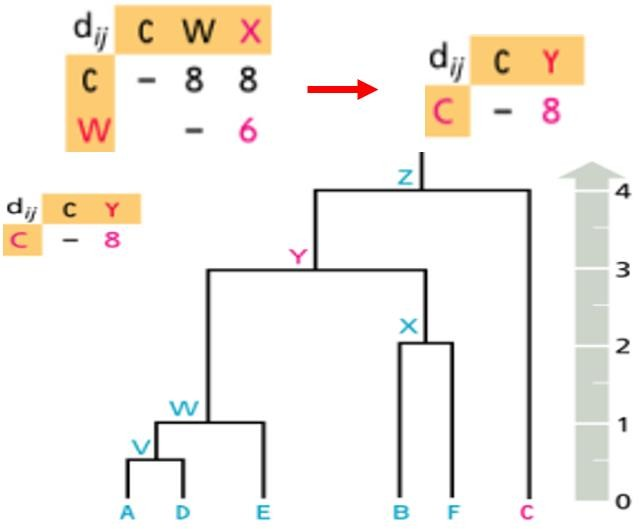 dij C W X
C - 8 8
W - 6
dij C Y
C - 8
dij C Y
C - 8
Z
4
Y
3
X
2
W
1
V
0
A D E B F C